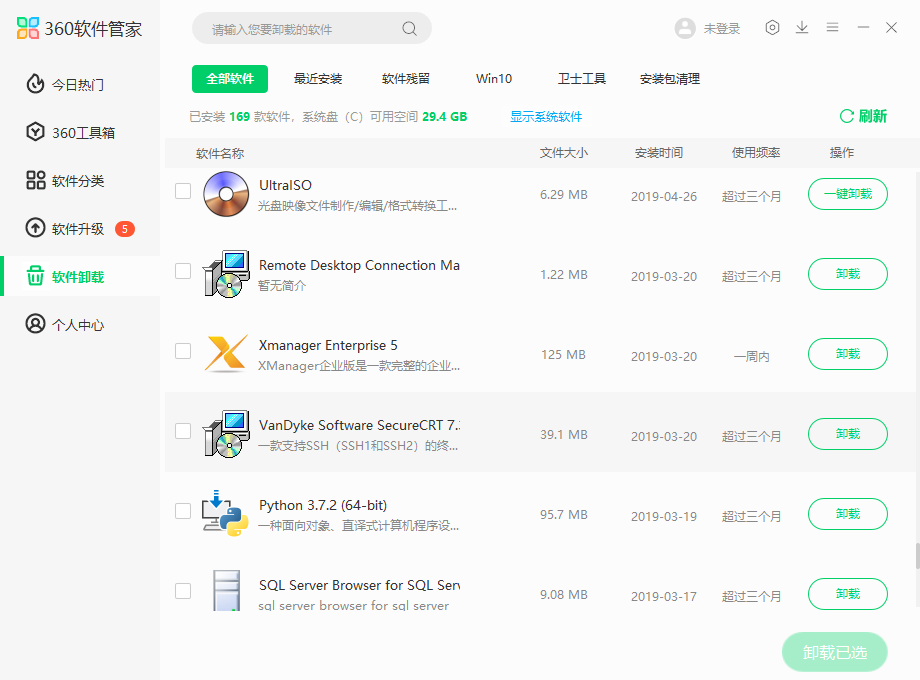 360软件管家
请输入您要卸载的软件
未登录
今日热门
360工具箱
软件分类
软件升级 5
软件卸载
个人中心
全部软件 最近安装 软件残留 Win10 卫士工具 安装包清理
已安装 169 款软件，系统盘（C）可用空间 29.4 GB 显示系统软件 刷新
软件名称 文件大小 安装时间 使用频率 操作
UltraISO
光盘映像文件制作/编辑/格式转换工...
6.29 MB 2019-04-26 超过三个月 一键卸载
Remote Desktop Connection Ma
暂无简介
1.22 MB 2019-03-20 超过三个月 卸载
Xmanager Enterprise 5
XManager企业版是一款完整的企业...
125 MB 2019-03-20 一周内 卸载
VanDyke Software SecureCRT 7.
一款支持SSH（SSH1和SSH2）的终...
39.1 MB 2019-03-20 超过三个月 卸载
Python 3.7.2 (64-bit)
一种面向对象、直译式计算机程序设...
95.7 MB 2019-03-19 超过三个月 卸载
SQL Server Browser for SQL Ser
sql server browser for sql server
9.08 MB 2019-03-17 超过三个月 卸载
卸载已选